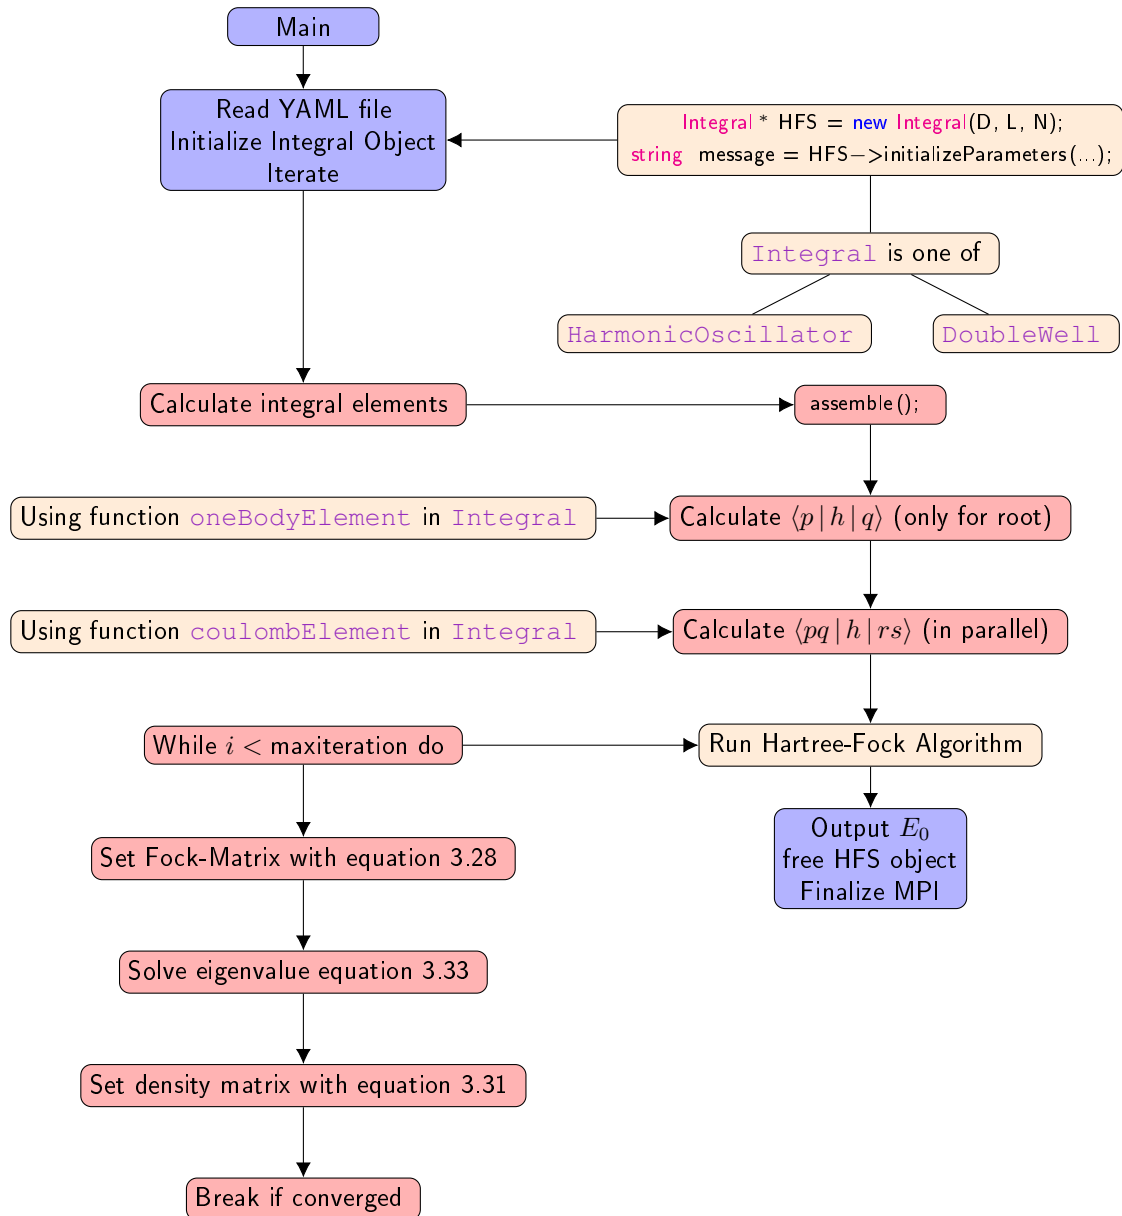 Main
Read YAML file
Initialize Integral Object
Iterate
Integral * HFS = new Integral(D, L, N);
string message = HFS->initializeParameters(...);
Integral is one of
HarmonicOscillator
DoubleWell
Calculate integral elements
assemble();
Using function oneBodyElement in Integral
Calculate ⟨p | h | q⟩ (only for root)
Using function coulombElement in Integral
Calculate ⟨pq | h | rs⟩ (in parallel)
While i < maxiteration do
Run Hartree-Fock Algorithm
Output E₀
free HFS object
Finalize MPI
Set Fock-Matrix with equation 3.28
Solve eigenvalue equation 3.33
Set density matrix with equation 3.31
Break if converged